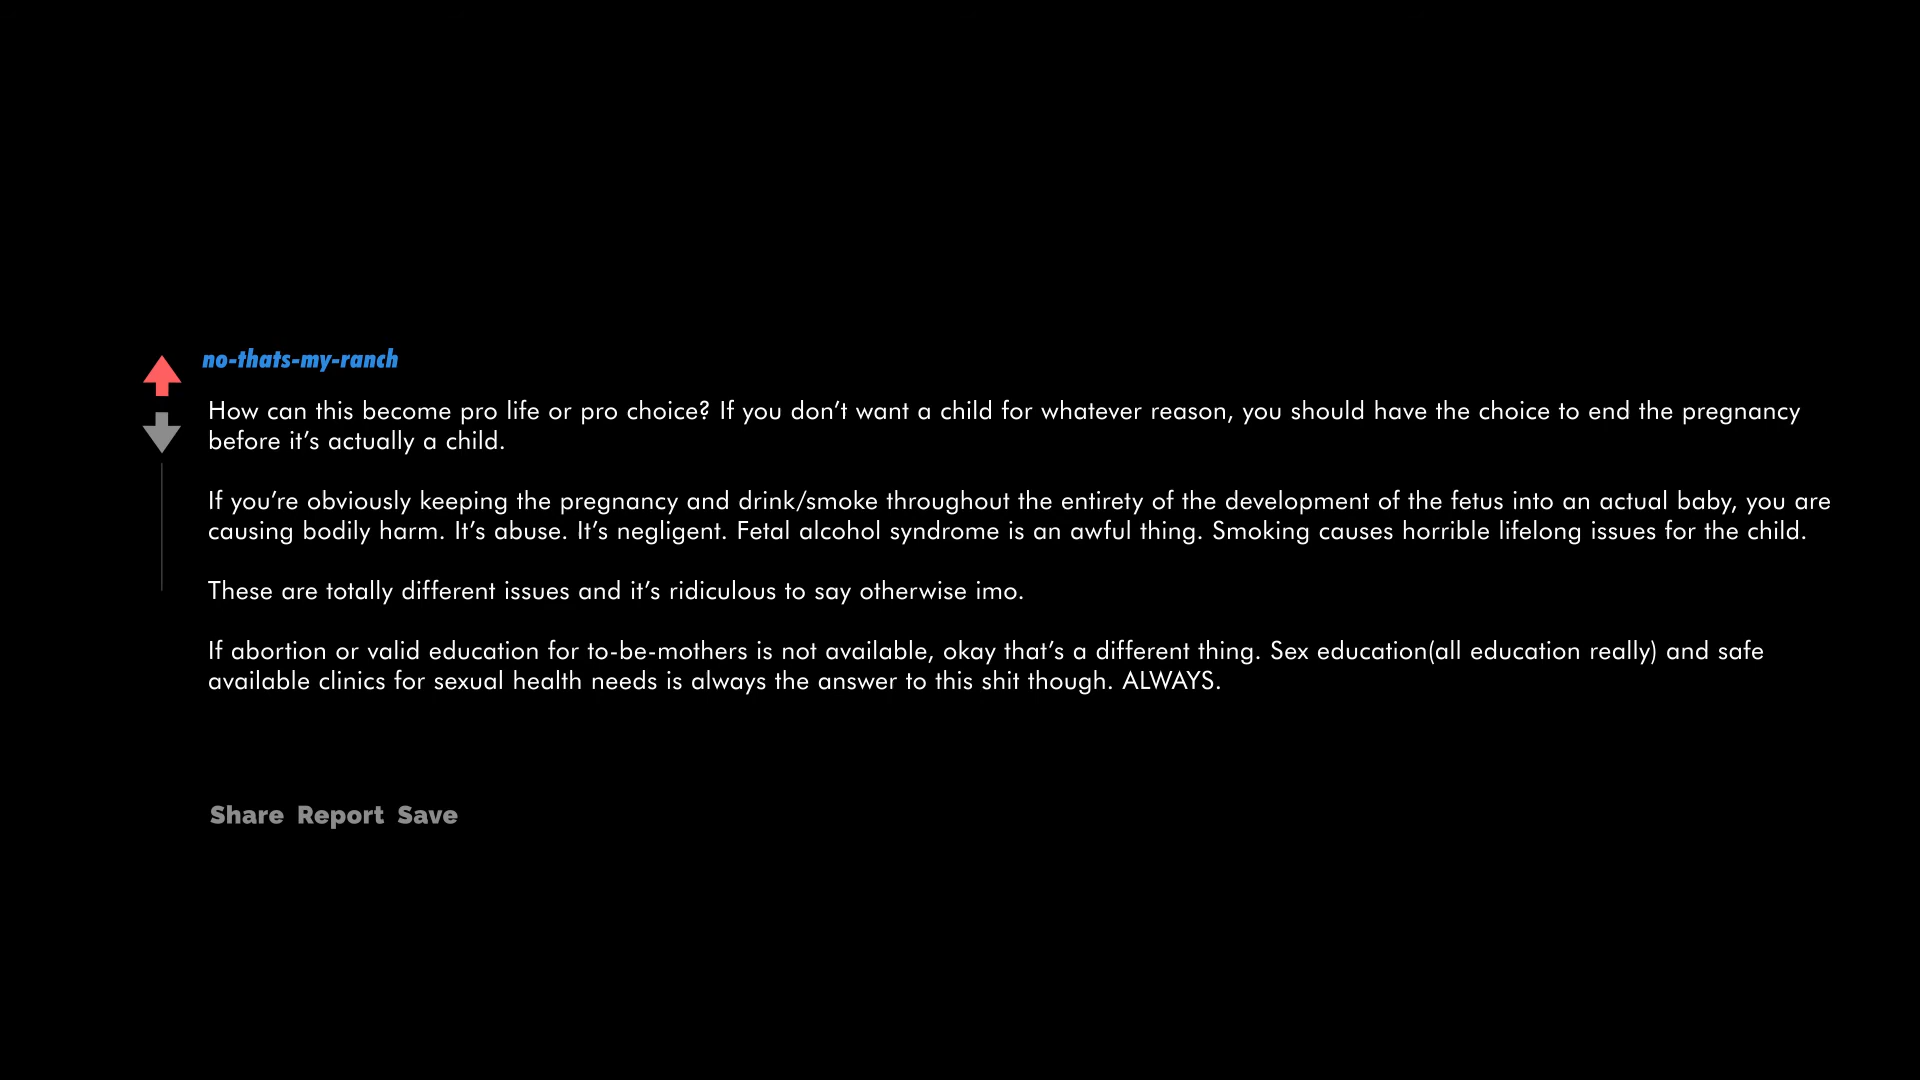 no-thats-my-ranch
How can this become pro life or pro choice? If you don’t want a child for whatever reason, you should have the choice to end the pregnancy
before it’s actually a child.
If you’re obviously keeping the pregnancy and drink/smoke throughout the entirety of the development of the fetus into an actual baby, you are
causing bodily harm. It’s abuse. It’s negligent. Fetal alcohol syndrome is an awful thing. Smoking causes horrible lifelong issues for the child.
These are totally different issues and it’s ridiculous to say otherwise imo.
If abortion or valid education for to-be-mothers is not available, okay that’s a different thing. Sex education(all education really) and safe
available clinics for sexual health needs is always the answer to this shit though. ALWAYS.
Share Report Save